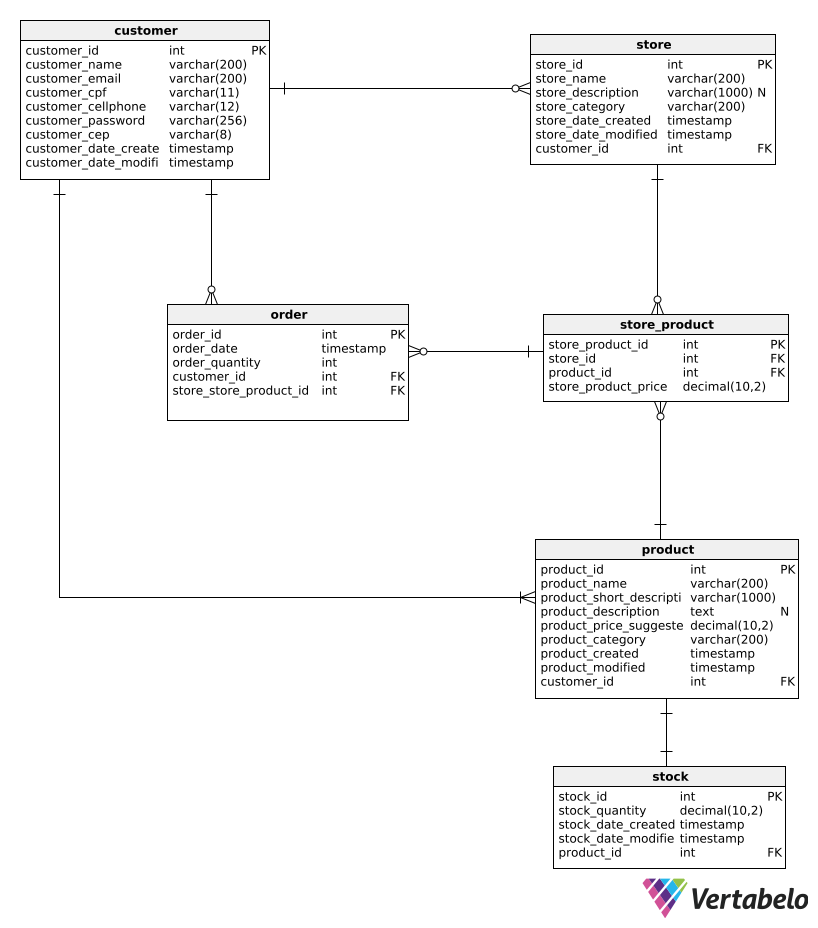 customer
customer_id int PK
customer_name varchar(200)
customer_email varchar(200)
customer_cpf varchar(11)
customer_cellphone varchar(12)
customer_password varchar(256)
customer_cep varchar(8)
customer_date_create timestamp
customer_date_modifi timestamp
store
store_id int PK
store_name varchar(200)
store_description varchar(1000) N
store_category varchar(200)
store_date_created timestamp
store_date_modified timestamp
customer_id int FK
order
order_id int PK
order_date timestamp
order_quantity int
customer_id int FK
store_store_product_id int FK
store_product
store_product_id int PK
store_id int FK
product_id int FK
store_product_price decimal(10,2)
product
product_id int PK
product_name varchar(200)
product_short_descripti varchar(1000)
product_description text N
product_price_suggeste decimal(10,2)
product_category varchar(200)
product_created timestamp
product_modified timestamp
customer_id int FK
stock
stock_id int PK
stock_quantity decimal(10,2)
stock_date_created timestamp
stock_date_modifie timestamp
product_id int FK
Vertabelo